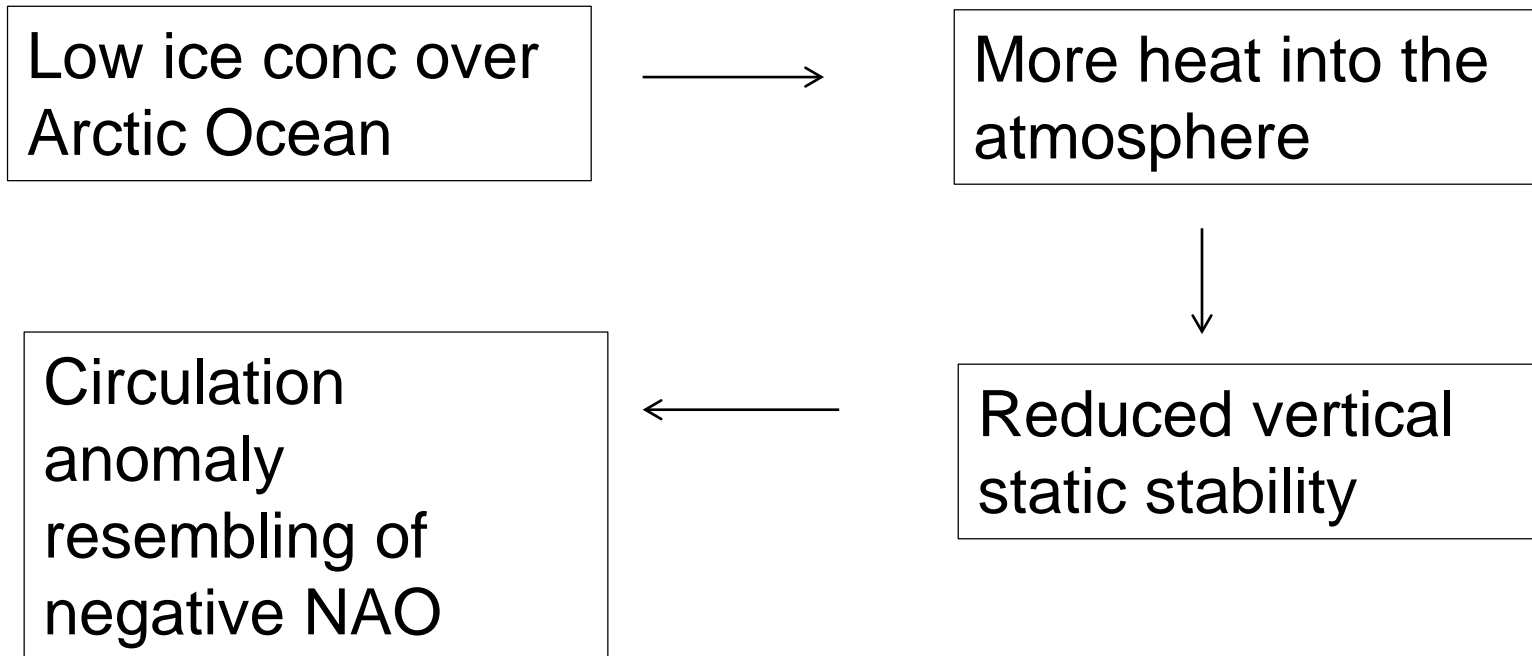 Low ice conc over
Arctic Ocean
More heat into the
atmosphere
Reduced vertical
static stability
Circulation
anomaly
resembling of
negative NAO